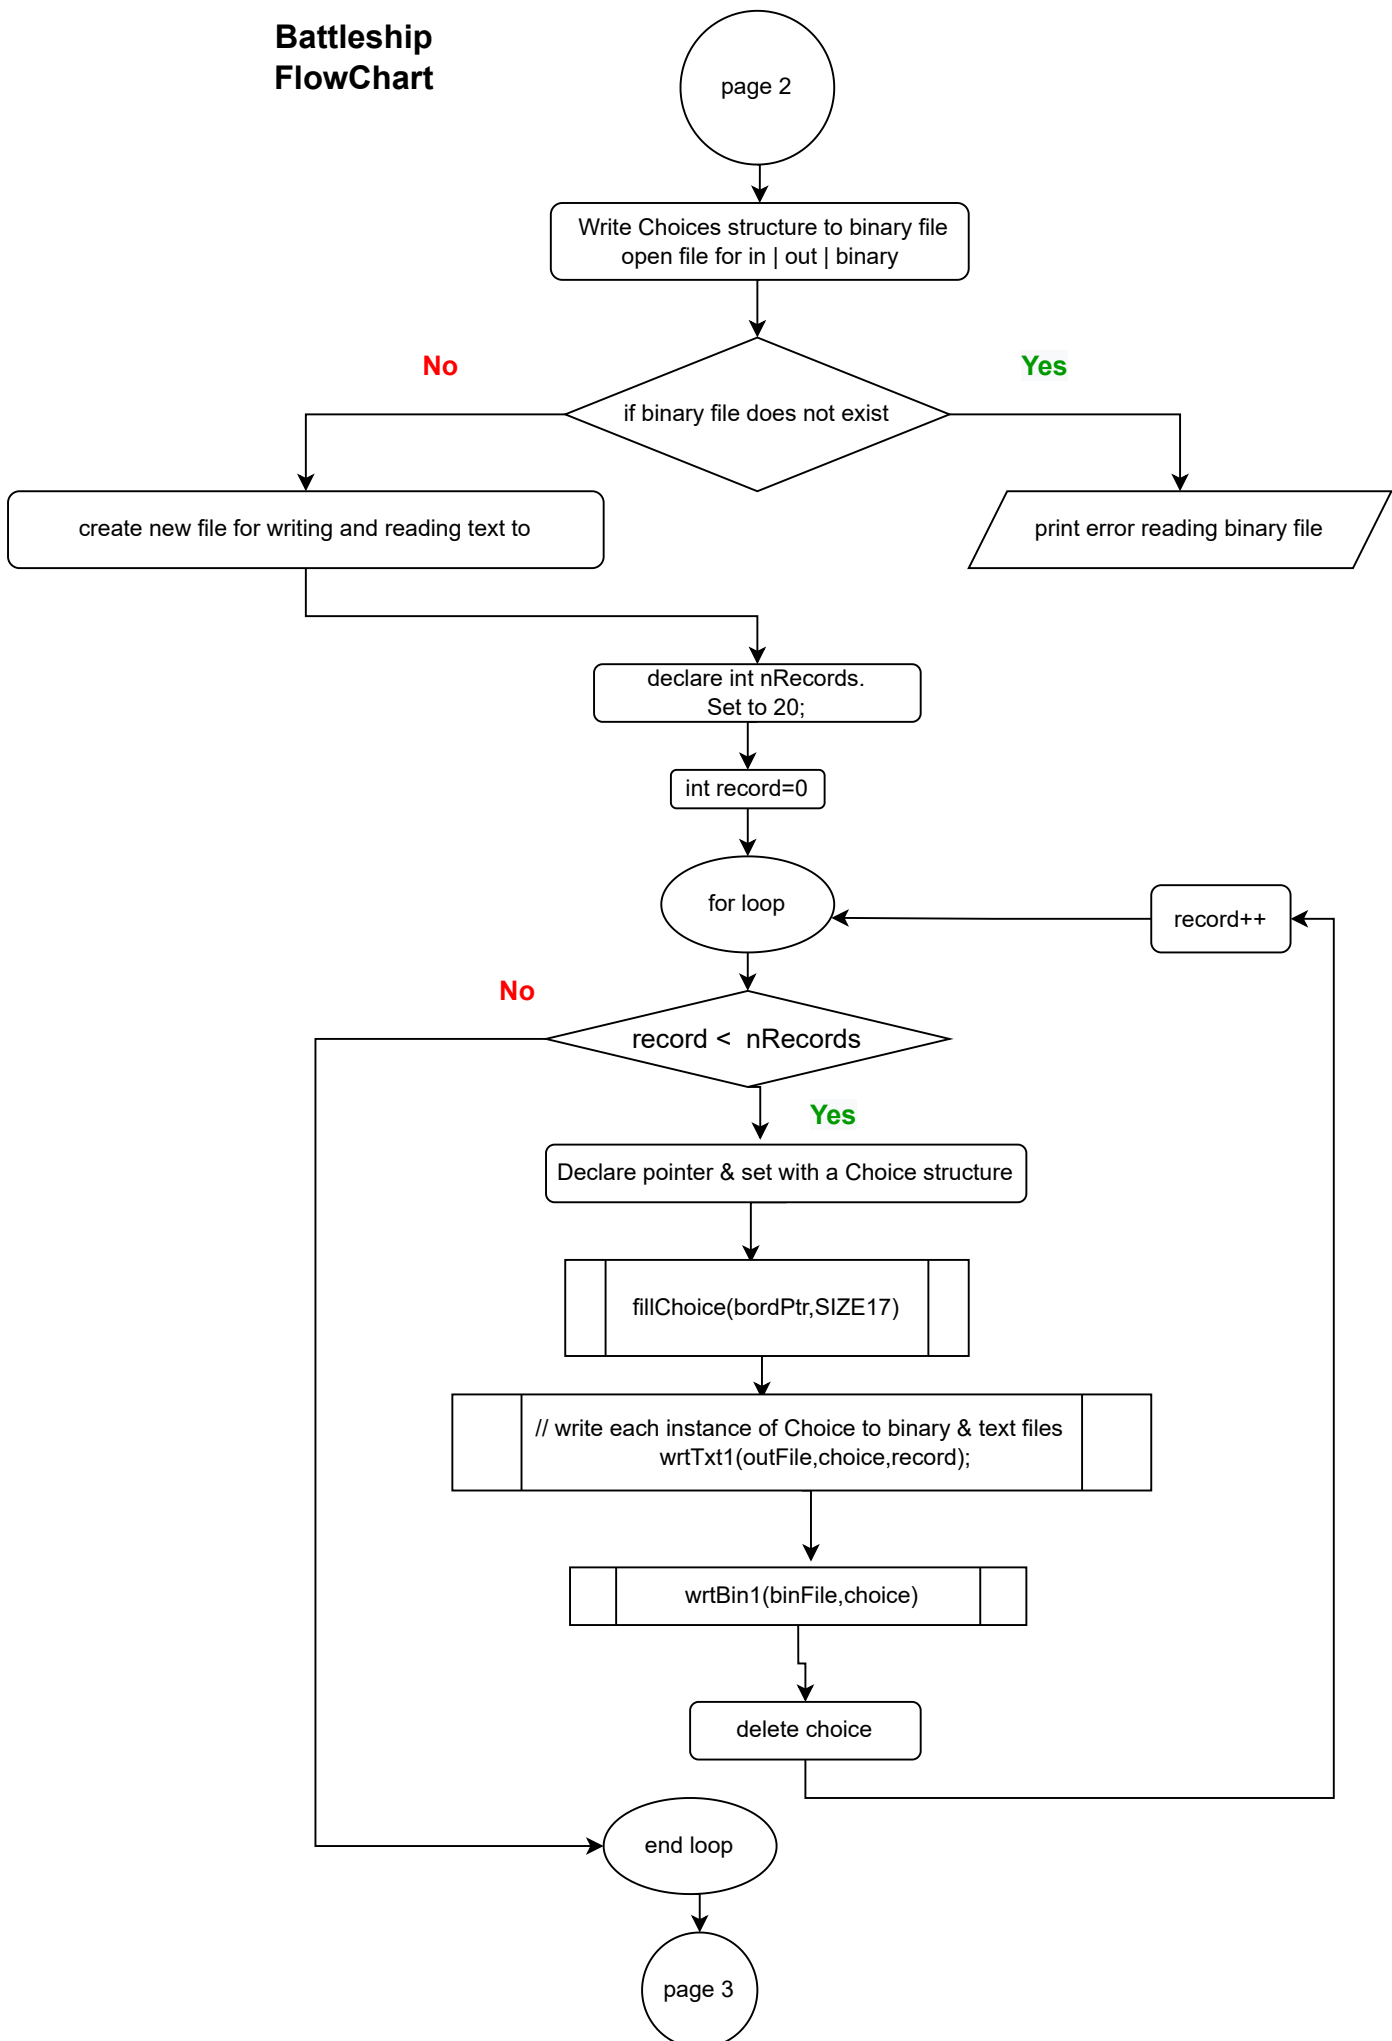 Battleship
FlowChart
page 2
Write Choices structure to binary file
open file for in | out | binary
No
Yes
if binary file does not exist
create new file for writing and reading text to
print error reading binary file
declare int nRecords.
Set to 20;
int record=0
for loop
record++
No
record < nRecords
Yes
Declare pointer & set with a Choice structure
fillChoice(bordPtr,SIZE17)
// write each instance of Choice to binary & text files
wrtTxt1(outFile,choice,record);
wrtBin1(binFile,choice)
delete choice
end loop
page 3